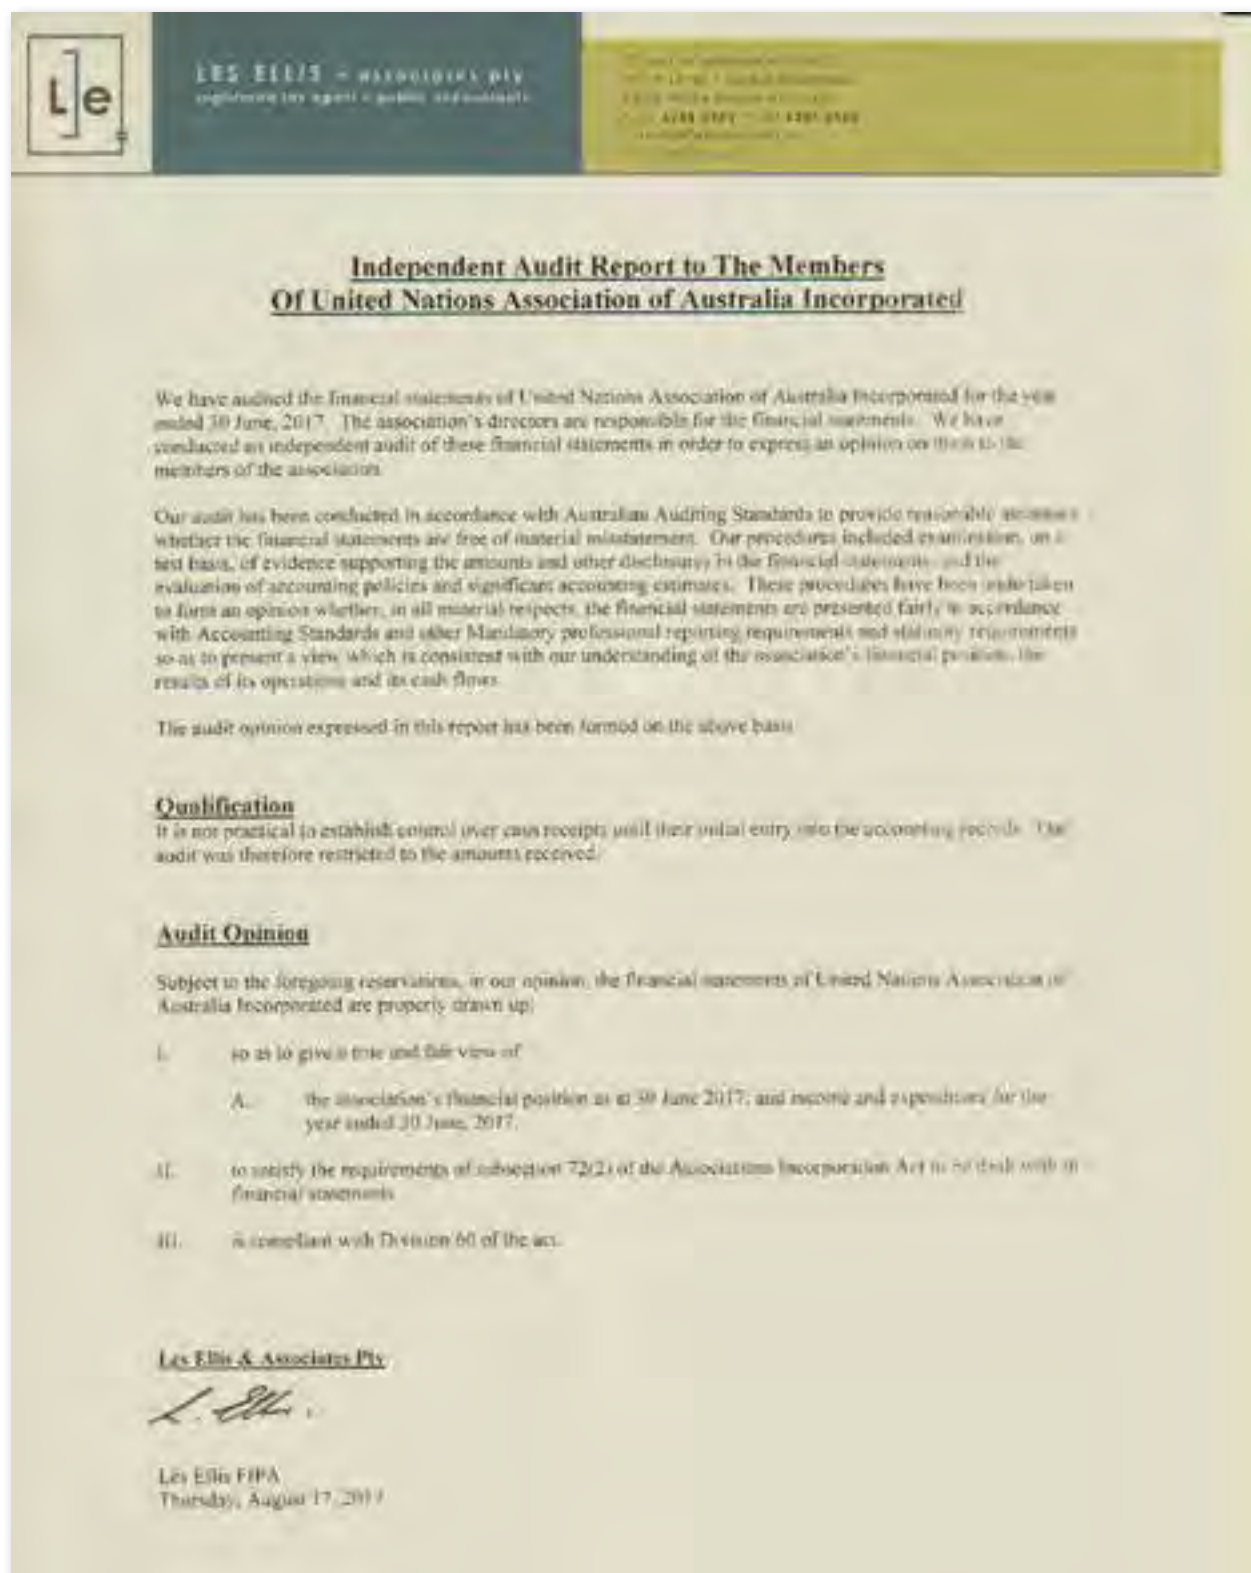 L e
LES ELLIS – associates pty
registered tax agent – public accountants
Independent Audit Report to The Members
Of United Nations Association of Australia Incorporated
We have audited the financial statements of United Nations Association of Australia Incorporated for the year
ended 30 June, 2017. The association's directors are responsible for the financial statements. We have
conducted an independent audit of these financial statements in order to express an opinion on them to the
members of the association.
Our audit has been conducted in accordance with Australian Auditing Standards to provide reasonable assurance
whether the financial statements are free of material misstatement. Our procedures included examination, on a
test basis, of evidence supporting the amounts and other disclosures in the financial statements and the
evaluation of accounting policies and significant accounting estimates. These procedures have been undertaken
to form an opinion whether, in all material respects, the financial statements are presented fairly in accordance
with Accounting Standards and other Mandatory professional reporting requirements and statutory requirements
so as to present a view which is consistent with our understanding of the association's financial position, the
results of its operations and its cash flows.
The audit opinion expressed in this report has been formed on the above basis.
Qualification
It is not practical to establish control over cash receipts until their initial entry into the accounting records. The
audit was therefore restricted to the amounts received.
Audit Opinion
Subject to the foregoing reservations, in our opinion, the financial statements of United Nations Association of
Australia Incorporated are properly drawn up:
I. so as to give a true and fair view of
A. the association's financial position as at 30 June 2017, and income and expenditure for the
year ended 30 June, 2017.
II. to satisfy the requirements of subsection 72(2) of the Associations Incorporation Act to be dealt with in
financial statements
III. is compliant with Division 60 of the act.
Les Ellis & Associates Pty
L. Ellis.
Les Ellis FIPA
Thursday, August 17, 2017